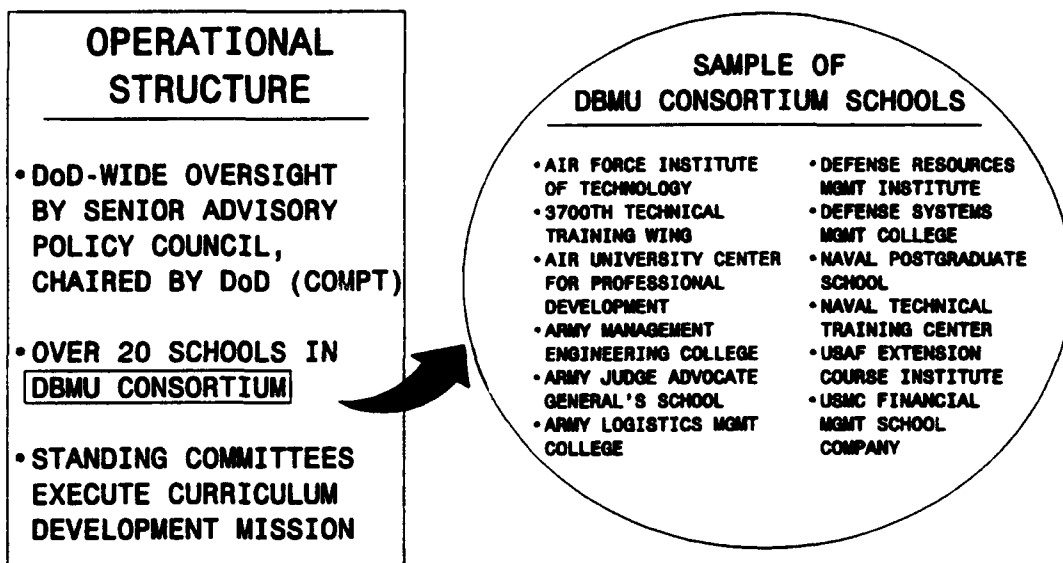 OPERATIONAL
STRUCTURE
•DoD-WIDE OVERSIGHT
BY SENIOR ADVISORY
POLICY COUNCIL,
CHAIRED BY DoD (COMPT)
•OVER 20 SCHOOLS IN
DBMU CONSORTIUM
•STANDING COMMITTEES
EXECUTE CURRICULUM
DEVELOPMENT MISSION
SAMPLE OF
DBMU CONSORTIUM SCHOOLS
•AIR FORCE INSTITUTE
OF TECHNOLOGY
•3700TH TECHNICAL
TRAINING WING
•AIR UNIVERSITY CENTER
FOR PROFESSIONAL
DEVELOPMENT
•ARMY MANAGEMENT
ENGINEERING COLLEGE
•ARMY JUDGE ADVOCATE
GENERAL'S SCHOOL
•ARMY LOGISTICS MGMT
COLLEGE
•DEFENSE RESOURCES
MGMT INSTITUTE
•DEFENSE SYSTEMS
MGMT COLLEGE
•NAVAL POSTGRADUATE
SCHOOL
•NAVAL TECHNICAL
TRAINING CENTER
•USAF EXTENSION
COURSE INSTITUTE
•USMC FINANCIAL
MGMT SCHOOL
COMPANY